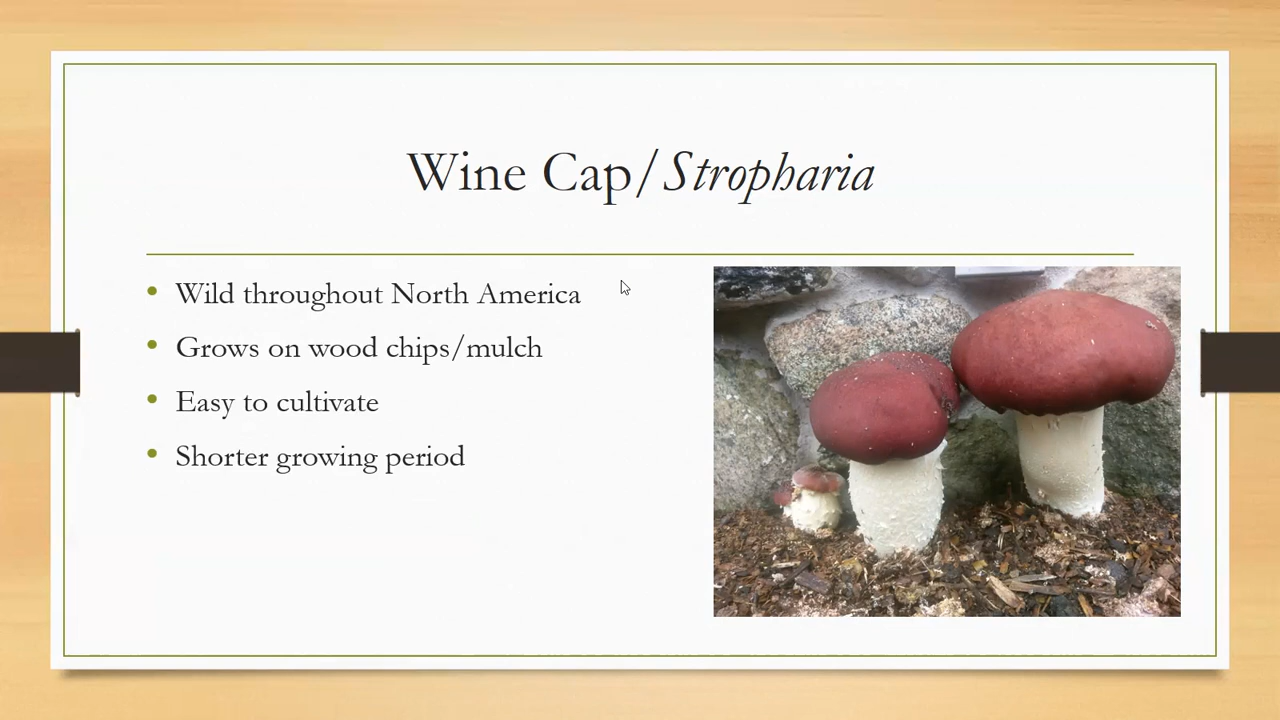 Wine Cap/Stropharia
• Wild throughout North America
• Grows on wood chips/mulch
• Easy to cultivate
• Shorter growing period